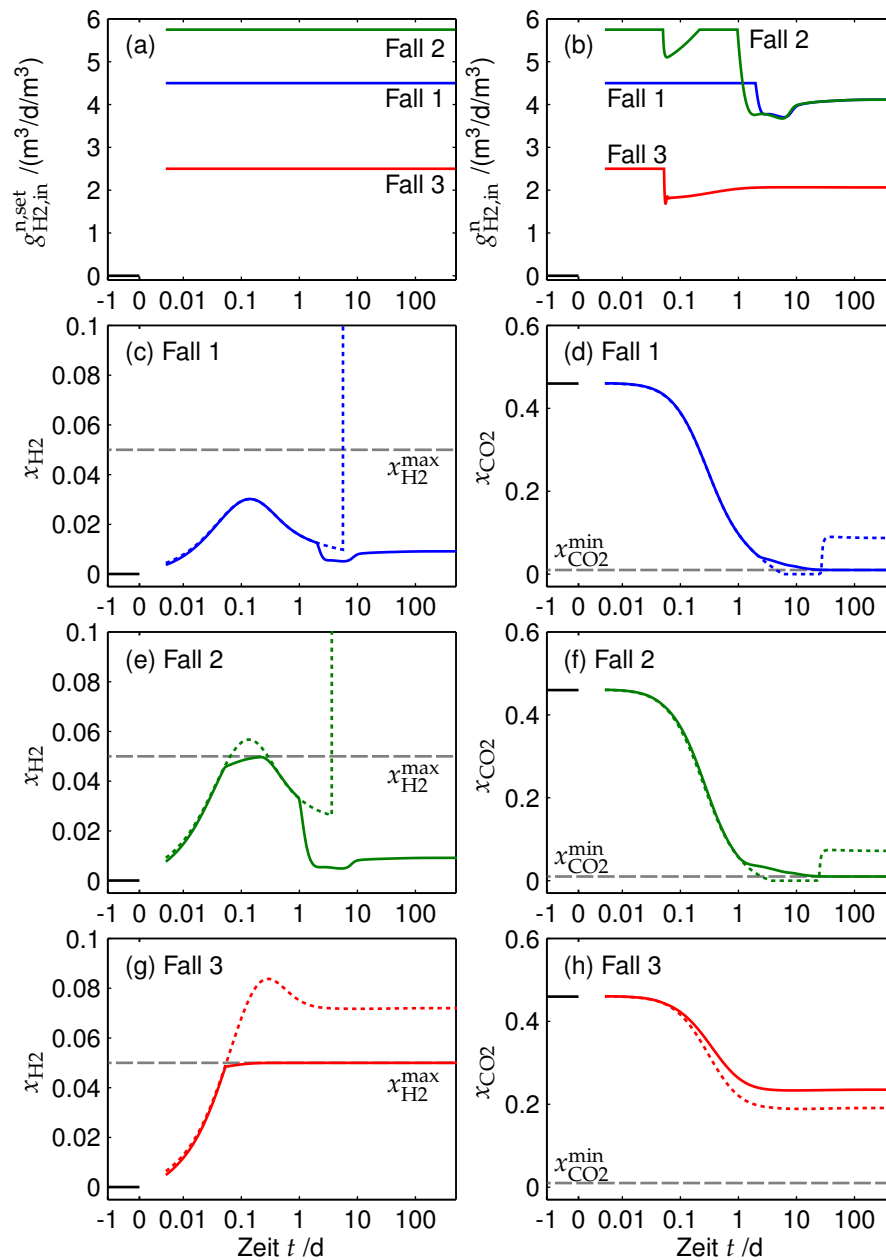 (a)
Fall 2
Fall 1
Fall 3
g^{n,set}_{H2,in} /(m^3/d/m^3)
6
5
4
3
2
1
0
-1 0 0.01 0.1 1 10 100
(b)
Fall 2
Fall 1
Fall 3
g^{n}_{H2,in} /(m^3/d/m^3)
6
5
4
3
2
1
0
-1 0 0.01 0.1 1 10 100
(c) Fall 1
x_{H2}
x^{max}_{H2}
0.1
0.08
0.06
0.04
0.02
0
-1 0 0.01 0.1 1 10 100
(d) Fall 1
x_{CO2}
x^{min}_{CO2}
0.6
0.4
0.2
0
-1 0 0.01 0.1 1 10 100
(e) Fall 2
x_{H2}
x^{max}_{H2}
0.1
0.08
0.06
0.04
0.02
0
-1 0 0.01 0.1 1 10 100
(f) Fall 2
x_{CO2}
x^{min}_{CO2}
0.6
0.4
0.2
0
-1 0 0.01 0.1 1 10 100
(g) Fall 3
x_{H2}
x^{max}_{H2}
0.1
0.08
0.06
0.04
0.02
0
-1 0 0.01 0.1 1 10 100
Zeit t /d
(h) Fall 3
x_{CO2}
x^{min}_{CO2}
0.6
0.4
0.2
0
-1 0 0.01 0.1 1 10 100
Zeit t /d